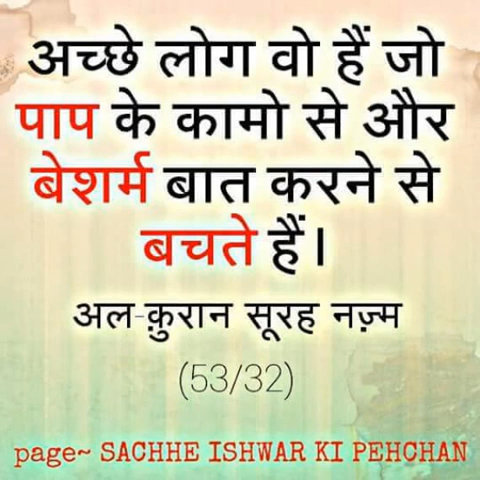 अच्छे लोग वो हैं जो
पाप के कामो से और
बेशर्म बात करने से
बचते हैं।
अल-क़ुरान सूरह नज़्म
(53/32)
page~ SACHHE ISHWAR KI PEHCHAN